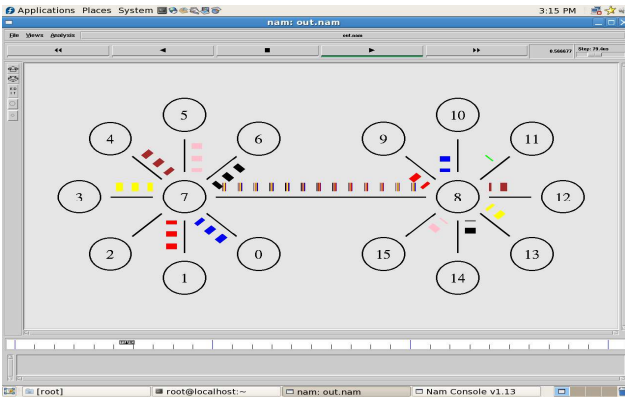 Applications Places System 3:15 PM
nam: out.nam
File Views Analysis out.nam
0.500677 Step: 70.4ms
5 10
4 6 9 11
3 7 8 12
2 0 15 13
1 14
[root] root@localhost:~ nam: out.nam Nam Console v1.13